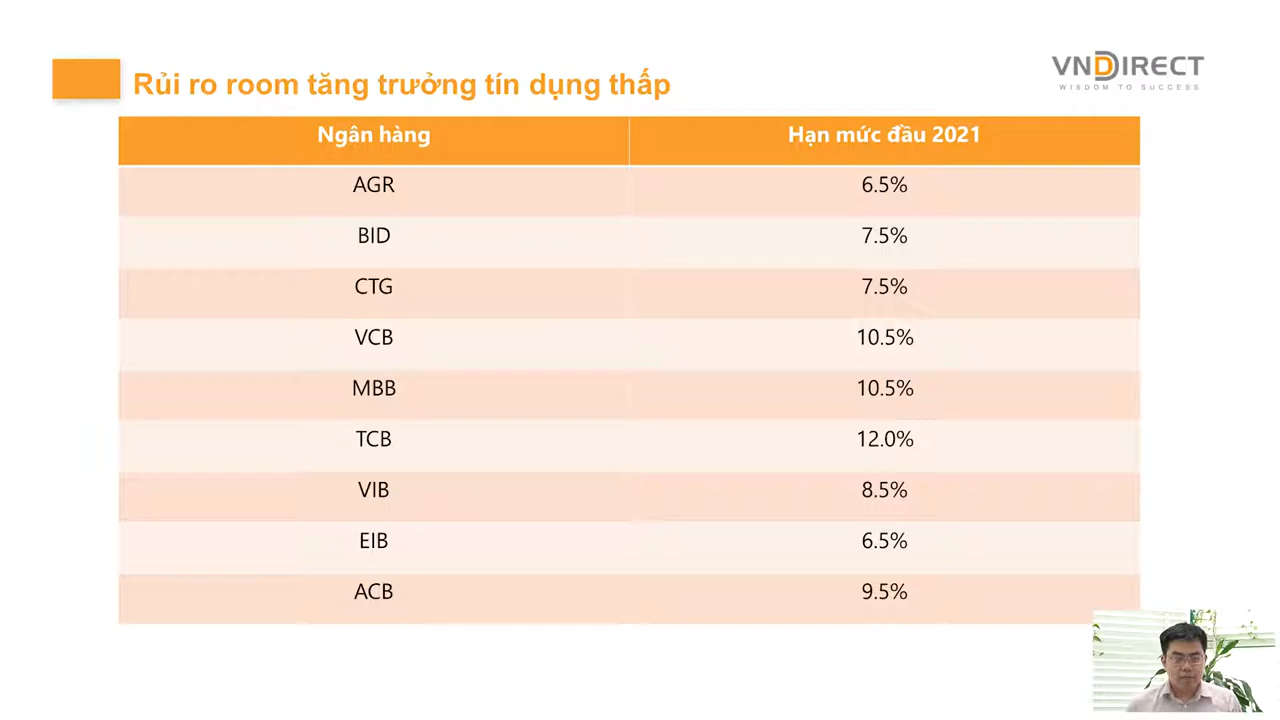 VNDIRECT
WISDOM TO SUCCESS
Rủi ro room tăng trưởng tín dụng thấp
Ngân hàng Hạn mức đầu 2021
AGR 6.5%
BID 7.5%
CTG 7.5%
VCB 10.5%
MBB 10.5%
TCB 12.0%
VIB 8.5%
EIB 6.5%
ACB 9.5%